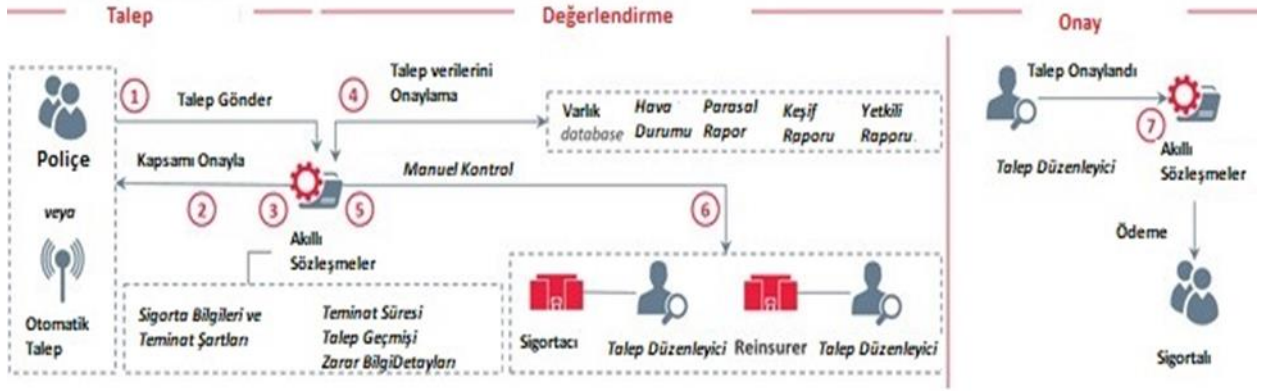 Talep
Değerlendirme
Onay
Poliçe
veya
Otomatik
Talep
1
Talep Gönder
Kapsamı Onayla
2
3
Akıllı
Sözleşmeler
5
Sigorta Bilgileri ve
Teminat Şartları
Teminat Süresi
Talep Geçmişi
Zarar BilgiDetayları
4
Talep verilerini
Onaylama
Varlık
database
Hava
Durumu
Parasal
Rapor
Keşif
Raporu
Yetkili
Raporu.
Manuel Kontrol
6
Sigortacı
Talep Düzenleyici
Reinsurer
Talep Düzenleyici
Talep Onaylandı
7
Talep Düzenleyici
Akıllı
Sözleşmeler
Ödeme
Sigortalı